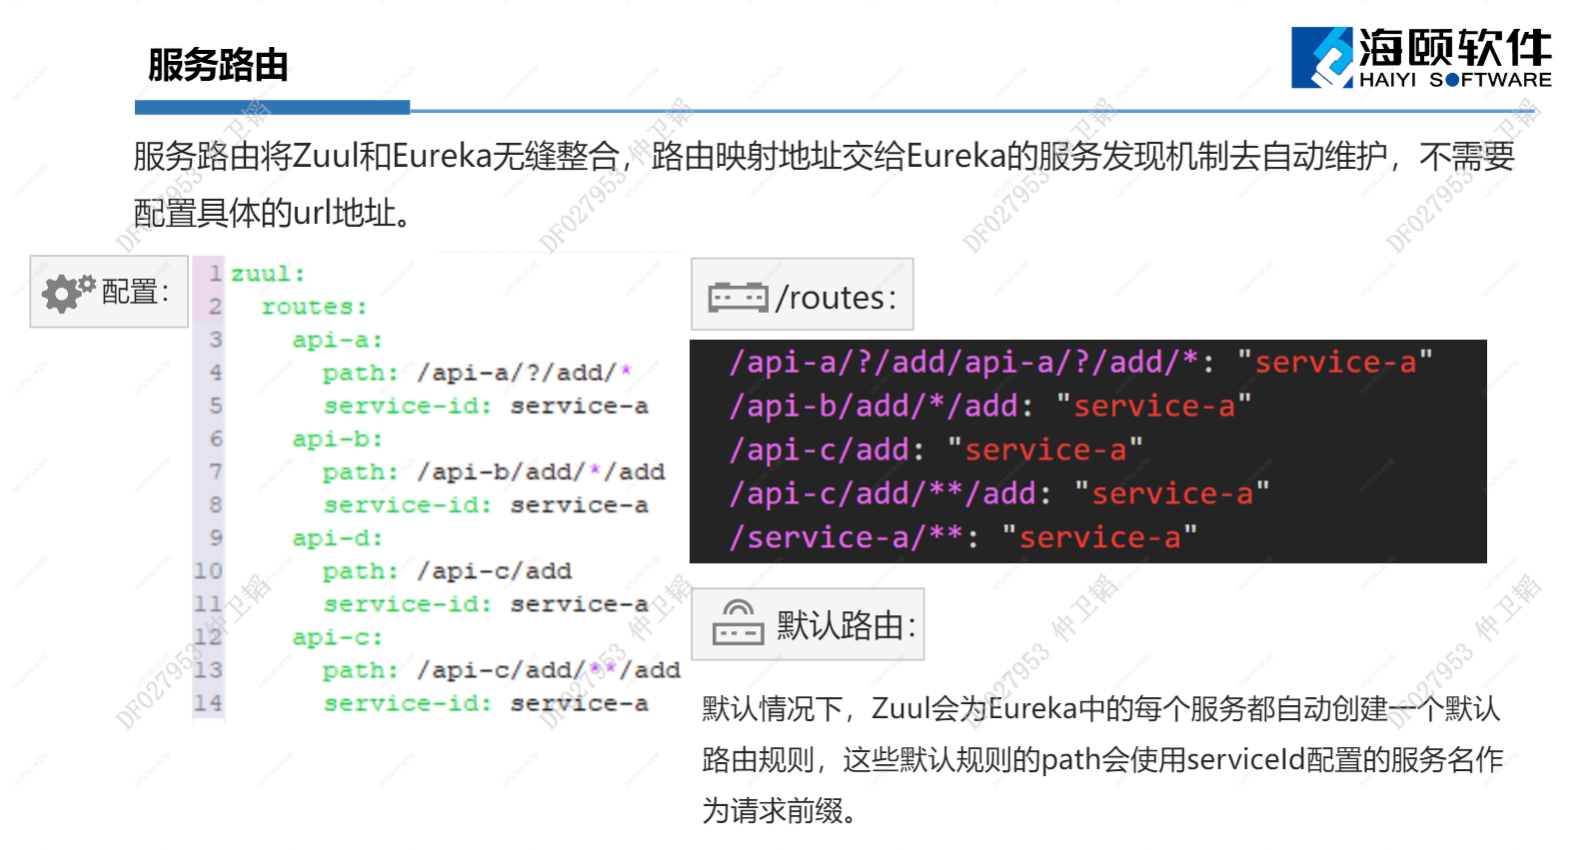 服务路由
海颐软件
HAIYI SOFTWARE
服务路由将Zuul和Eureka无缝整合，路由映射地址交给Eureka的服务发现机制去自动维护，不需要
配置具体的url地址。
配置：
1 zuul:
2   routes:
3     api-a:
4       path: /api-a/?/add/*
5       service-id: service-a
6     api-b:
7       path: /api-b/add/*/add
8       service-id: service-a
9     api-d:
10       path: /api-c/add
11       service-id: service-a
12     api-c:
13       path: /api-c/add/**/add
14       service-id: service-a
/routes：
/api-a/?/add/api-a/?/add/*: "service-a"
/api-b/add/*/add: "service-a"
/api-c/add: "service-a"
/api-c/add/**/add: "service-a"
/service-a/**: "service-a"
默认路由：
默认情况下，Zuul会为Eureka中的每个服务都自动创建一个默认
路由规则，这些默认规则的path会使用serviceId配置的服务名作
为请求前缀。
DF027953 仲卫韬
DF027953 仲卫韬
DF027953 仲卫韬
DF027953 仲卫韬
DF027953 仲卫韬
DF027953 仲卫韬
DF027953 仲卫韬
DF027953 仲卫韬